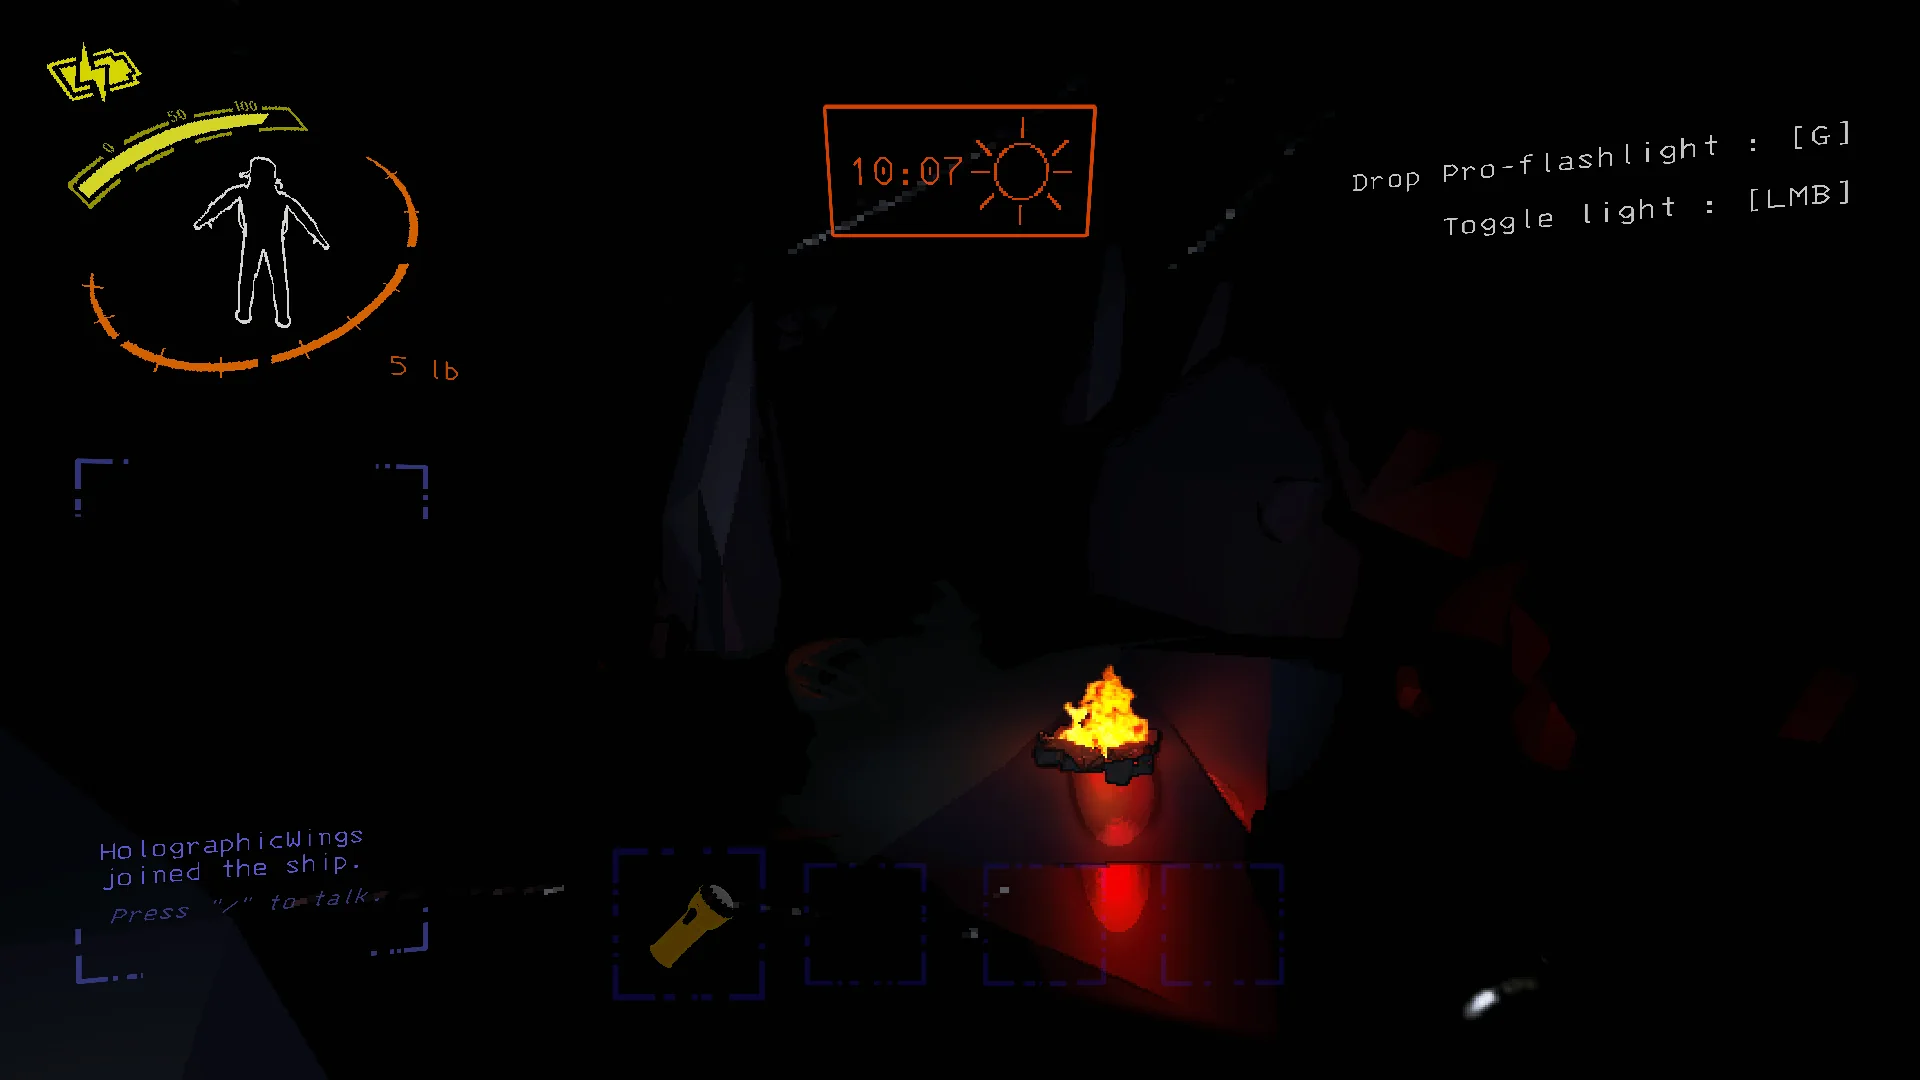 0 50 100
10:07
Drop Pro-flashlight : [G]
Toggle light : [LMB]
5 lb
HolographicWings
joined the ship.
Press "/" to talk.